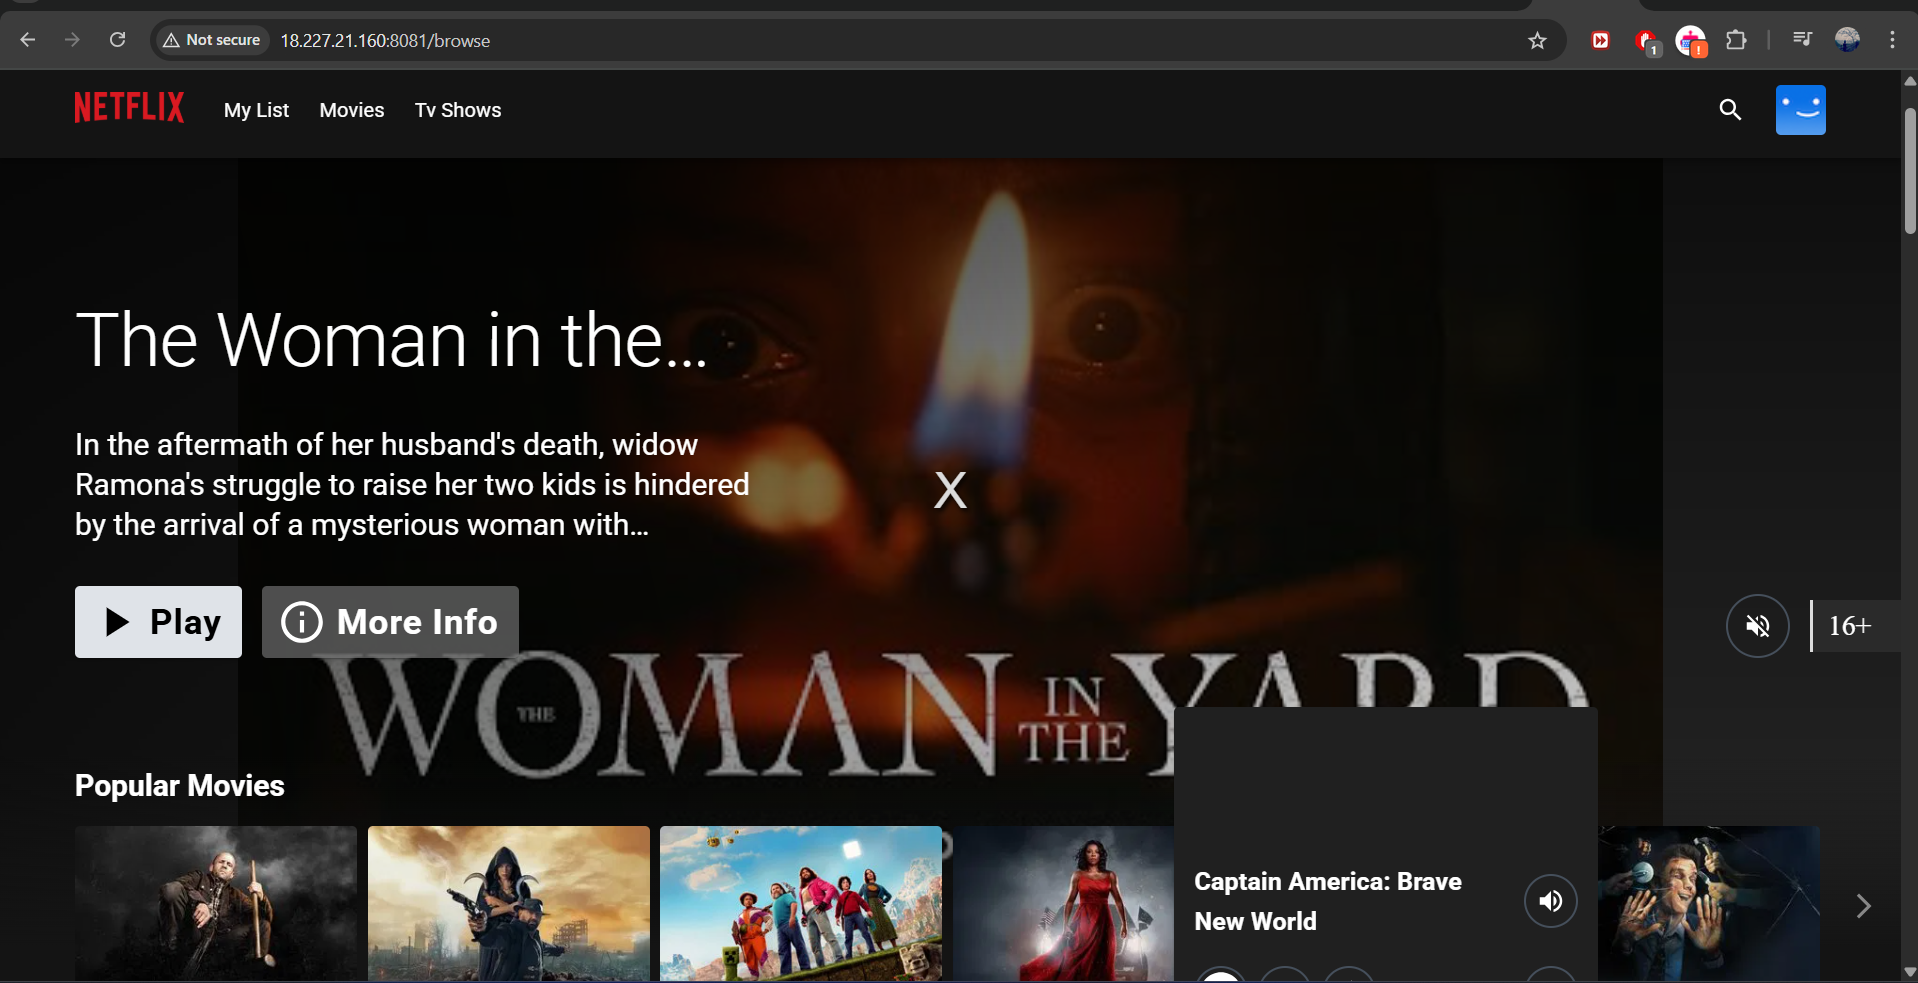 Not secure
18.227.21.160:8081/browse
1
!
NETFLIX
My List
Movies
Tv Shows
The Woman in the...
In the aftermath of her husband's death, widow
Ramona's struggle to raise her two kids is hindered
by the arrival of a mysterious woman with...
X
Play
More Info
16+
THE WOMAN IN THE YARD
Popular Movies
Captain America: Brave
New World